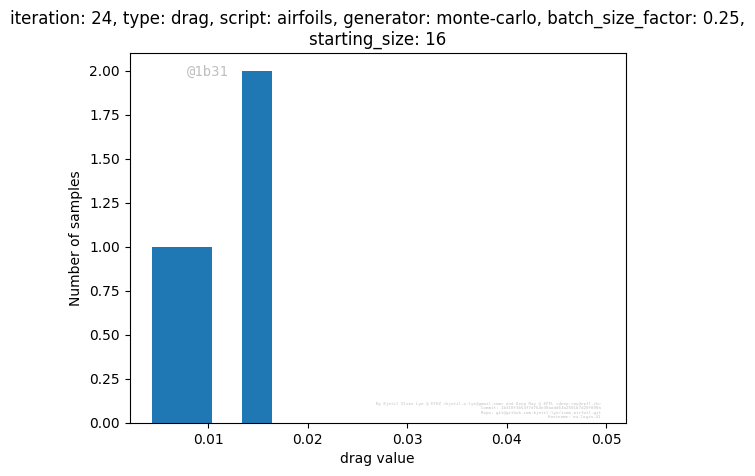 iteration: 24, type: drag, script: airfoils, generator: monte-carlo, batch_size_factor: 0.25,
starting_size: 16
@1b31
2.00
1.75
1.50
1.25
1.00
0.75
0.50
0.25
0.00
Number of samples
0.01
0.02
0.03
0.04
0.05
drag value